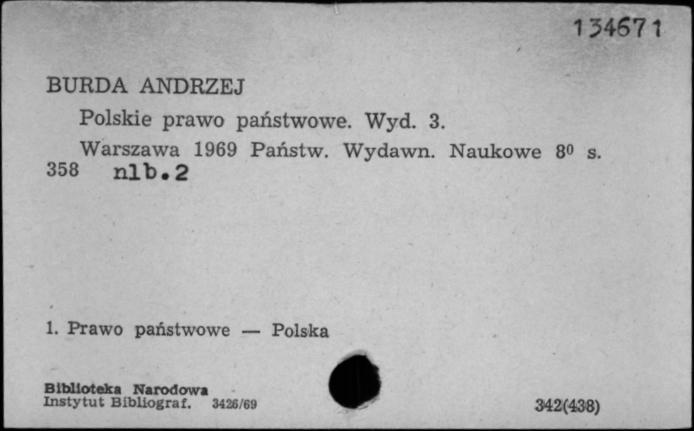 134671
BURDA ANDRZEJ
Polskie prawo państwowe. Wyd. 3.
Warszawa 1969 Państw. Wydawn. Naukowe 8⁰ s.
358 nlb.2
1. Prawo państwowe — Polska
Biblioteka Narodowa
Instytut Bibliograf. 3426/69
342(438)